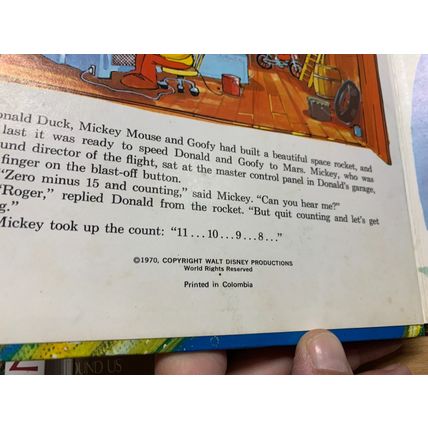 onald Duck, Mickey Mouse and Goofy had built a beautiful space rocket, and
last it was ready to speed Donald and Goofy to Mars. Mickey, who was
und director of the flight, sat at the master control panel in Donald's garage,
finger on the blast-off button.
"Zero minus 15 and counting," said Mickey. "Can you hear me?"
"Roger," replied Donald from the rocket. "But quit counting and let's get
g."
Mickey took up the count: "11...10...9...8..."
©1970, COPYRIGHT WALT DISNEY PRODUCTIONS
World Rights Reserved
Printed in Colombia
OUND US